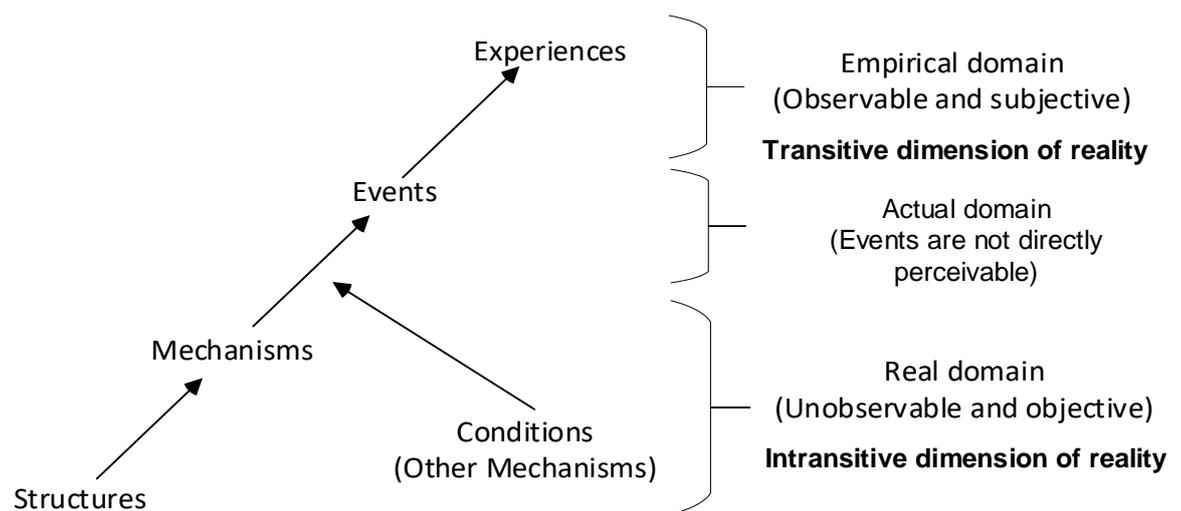 Experiences
Empirical domain
(Observable and subjective)
Transitive dimension of reality
Events
Actual domain
(Events are not directly
perceivable)
Mechanisms
Real domain
(Unobservable and objective)
Conditions
(Other Mechanisms)
Intransitive dimension of reality
Structures